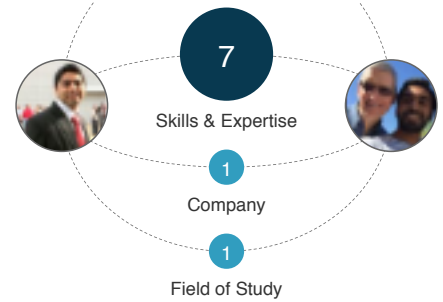 7
Skills & Expertise
1
Company
1
Field of Study